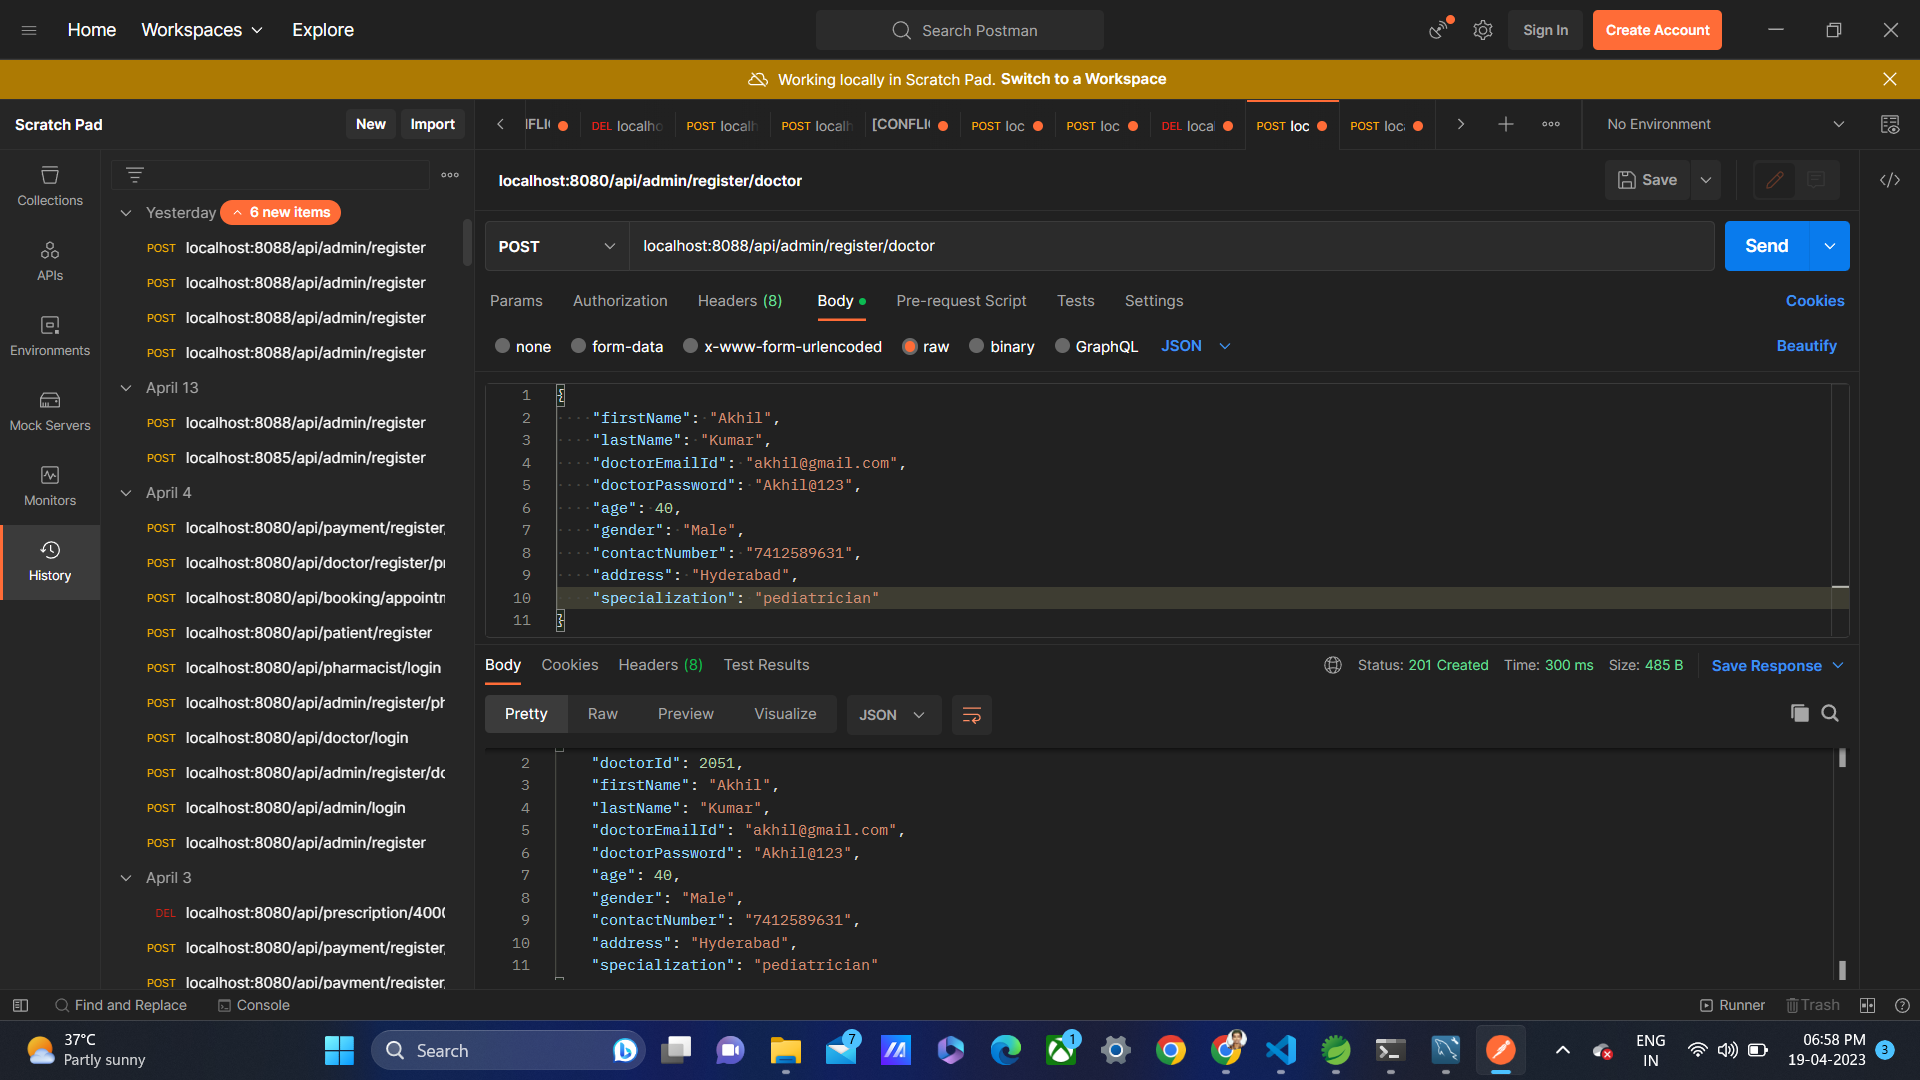 Home Workspaces Explore Search Postman Sign In Create Account
Working locally in Scratch Pad. Switch to a Workspace
Scratch Pad New Import DEL localho POST localh POST localh [CONFLI POST loc POST loc DEL local POST loc POST loc No Environment
Collections
APIs
Environments
Mock Servers
Monitors
History
Yesterday 6 new items
POST localhost:8088/api/admin/register
POST localhost:8088/api/admin/register
POST localhost:8088/api/admin/register
POST localhost:8088/api/admin/register
April 13
POST localhost:8088/api/admin/register
POST localhost:8085/api/admin/register
April 4
POST localhost:8080/api/payment/register,
POST localhost:8080/api/doctor/register/p
POST localhost:8080/api/booking/appoint
POST localhost:8080/api/patient/register
POST localhost:8080/api/pharmacist/login
POST localhost:8080/api/admin/register/ph
POST localhost:8080/api/doctor/login
POST localhost:8080/api/admin/register/do
POST localhost:8080/api/admin/login
POST localhost:8080/api/admin/register
April 3
DEL localhost:8080/api/prescription/400
POST localhost:8080/api/payment/register,
POST localhost:8080/api/payment/register,
localhost:8080/api/admin/register/doctor Save </>
POST localhost:8088/api/admin/register/doctor Send
Params Authorization Headers (8) Body Pre-request Script Tests Settings Cookies
none form-data x-www-form-urlencoded raw binary GraphQL JSON Beautify
1 {
2 "firstName": "Akhil",
3 "lastName": "Kumar",
4 "doctorEmailId": "akhil@gmail.com",
5 "doctorPassword": "Akhil@123",
6 "age": 40,
7 "gender": "Male",
8 "contactNumber": "7412589631",
9 "address": "Hyderabad",
10 "specialization": "pediatrician"
11 }
Body Cookies Headers (8) Test Results Status: 201 Created Time: 300 ms Size: 485 B Save Response
Pretty Raw Preview Visualize JSON
2 "doctorId": 2051,
3 "firstName": "Akhil",
4 "lastName": "Kumar",
5 "doctorEmailId": "akhil@gmail.com",
6 "doctorPassword": "Akhil@123",
7 "age": 40,
8 "gender": "Male",
9 "contactNumber": "7412589631",
10 "address": "Hyderabad",
11 "specialization": "pediatrician"
Find and Replace Console Runner Trash
37°C
Partly sunny
Search
7
1
ENG
IN
06:58 PM
19-04-2023
3